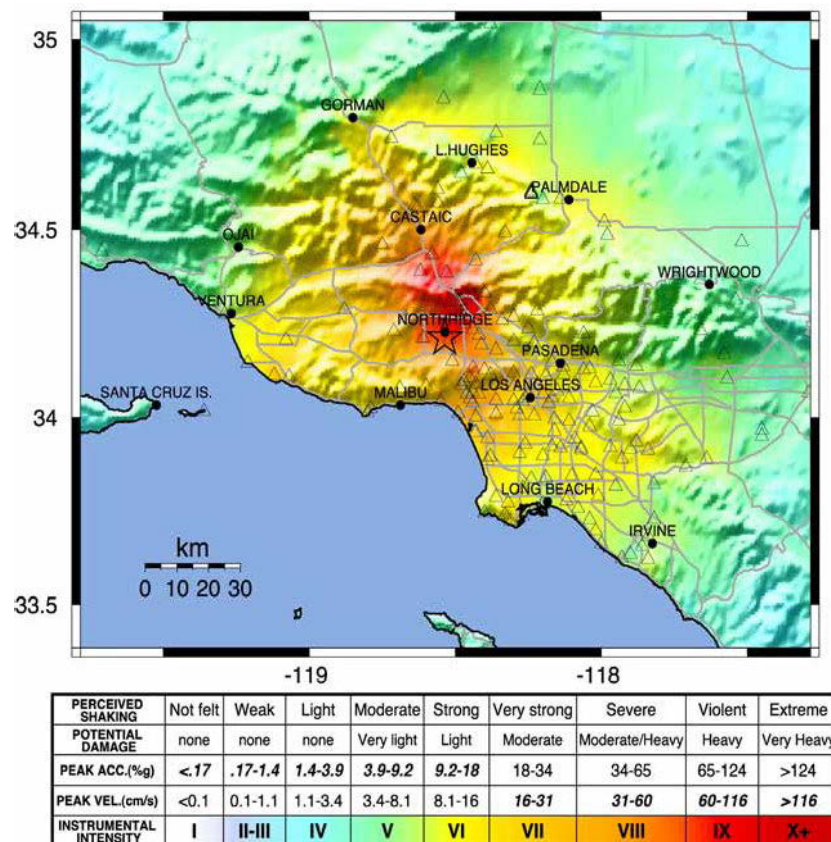 35
GORMAN
L.HUGHES
PALMDALE
34.5
CASTAIC
OJAI
WRIGHTWOOD
VENTURA
NORTHRIDGE
PASADENA
SANTA CRUZ IS.
MALIBU
LOS ANGELES
34
LONG BEACH
IRVINE
km
0 10 20 30
33.5
-119 -118
PERCEIVED SHAKING Not felt Weak Light Moderate Strong Very strong Severe Violent Extreme
POTENTIAL DAMAGE none none none Very light Light Moderate Moderate/Heavy Heavy Very Heavy
PEAK ACC.(%g) <.17 .17-1.4 1.4-3.9 3.9-9.2 9.2-18 18-34 34-65 65-124 >124
PEAK VEL.(cm/s) <0.1 0.1-1.1 1.1-3.4 3.4-8.1 8.1-16 16-31 31-60 60-116 >116
INSTRUMENTAL INTENSITY I II-III IV V VI VII VIII IX X+